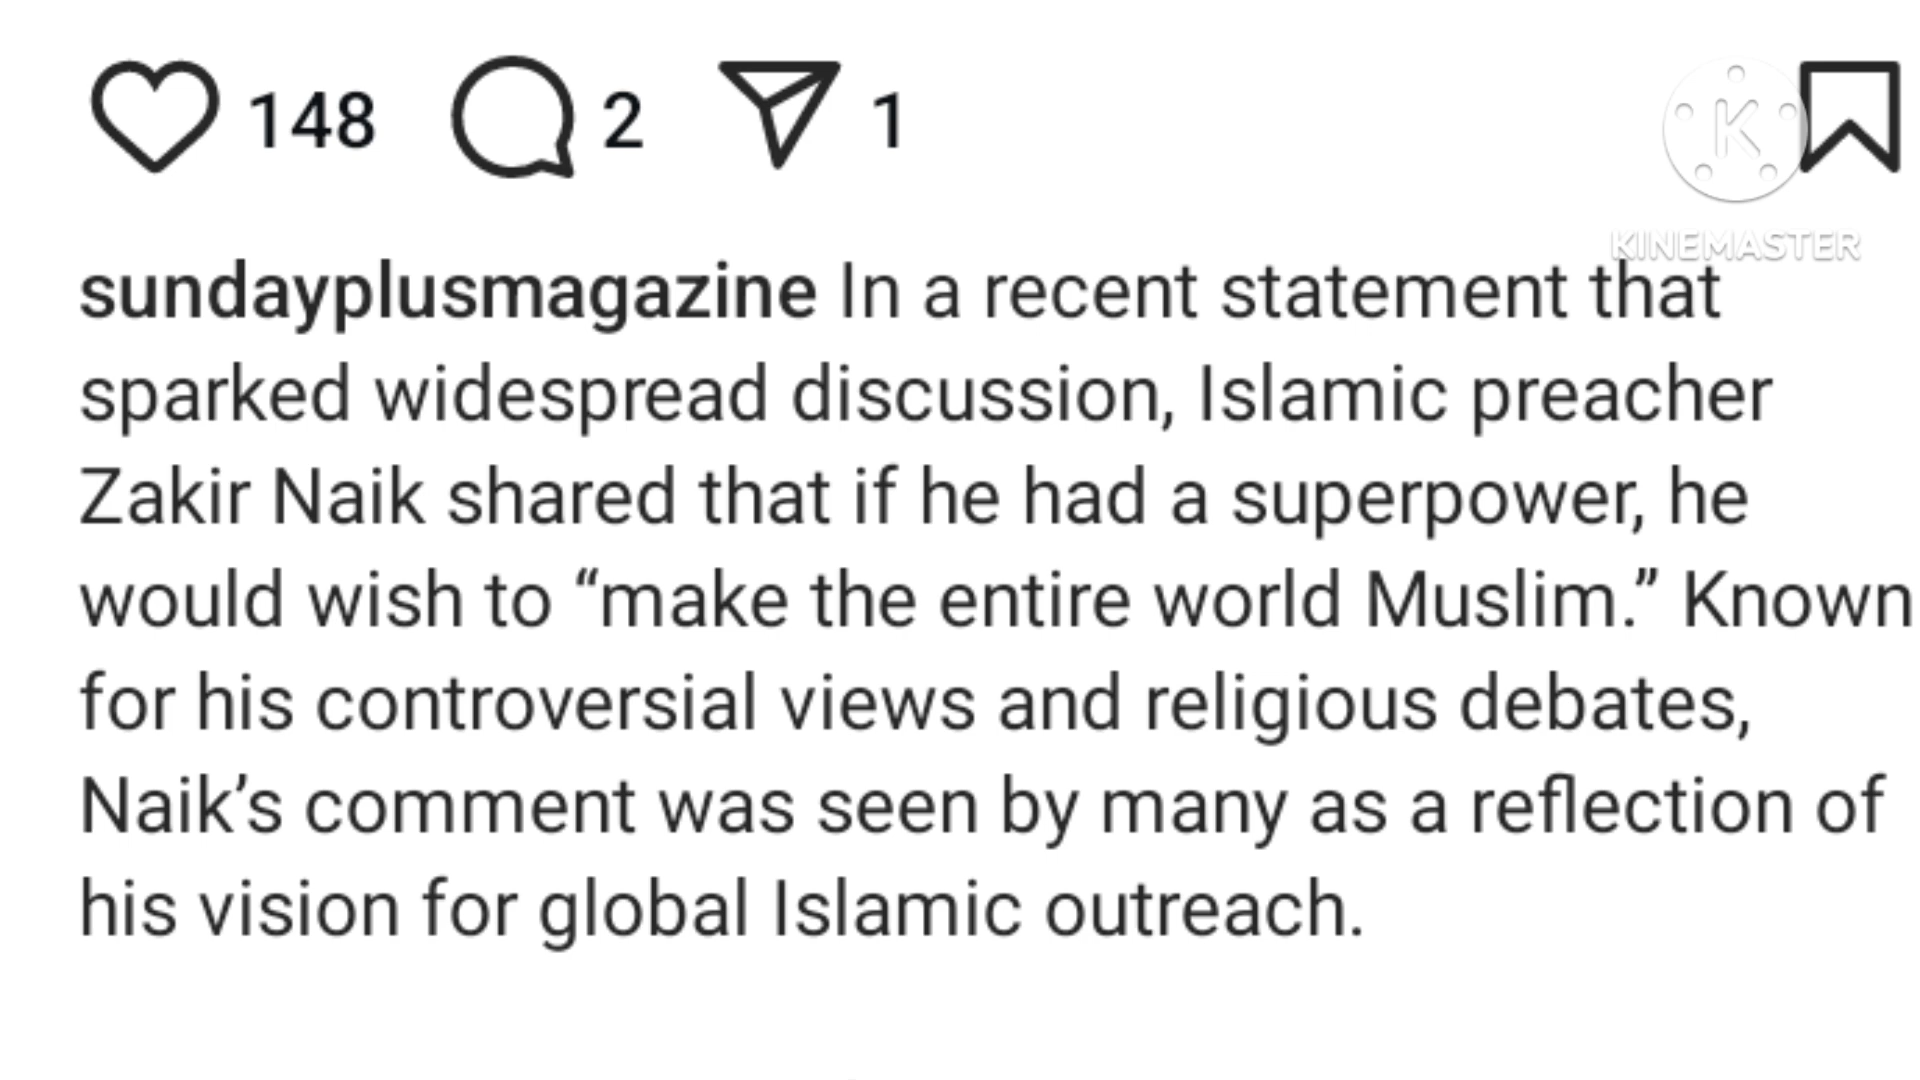 148 2 1
K
KINEMASTER
sundayplusmagazine In a recent statement that
sparked widespread discussion, Islamic preacher
Zakir Naik shared that if he had a superpower, he
would wish to “make the entire world Muslim.” Known
for his controversial views and religious debates,
Naik’s comment was seen by many as a reflection of
his vision for global Islamic outreach.